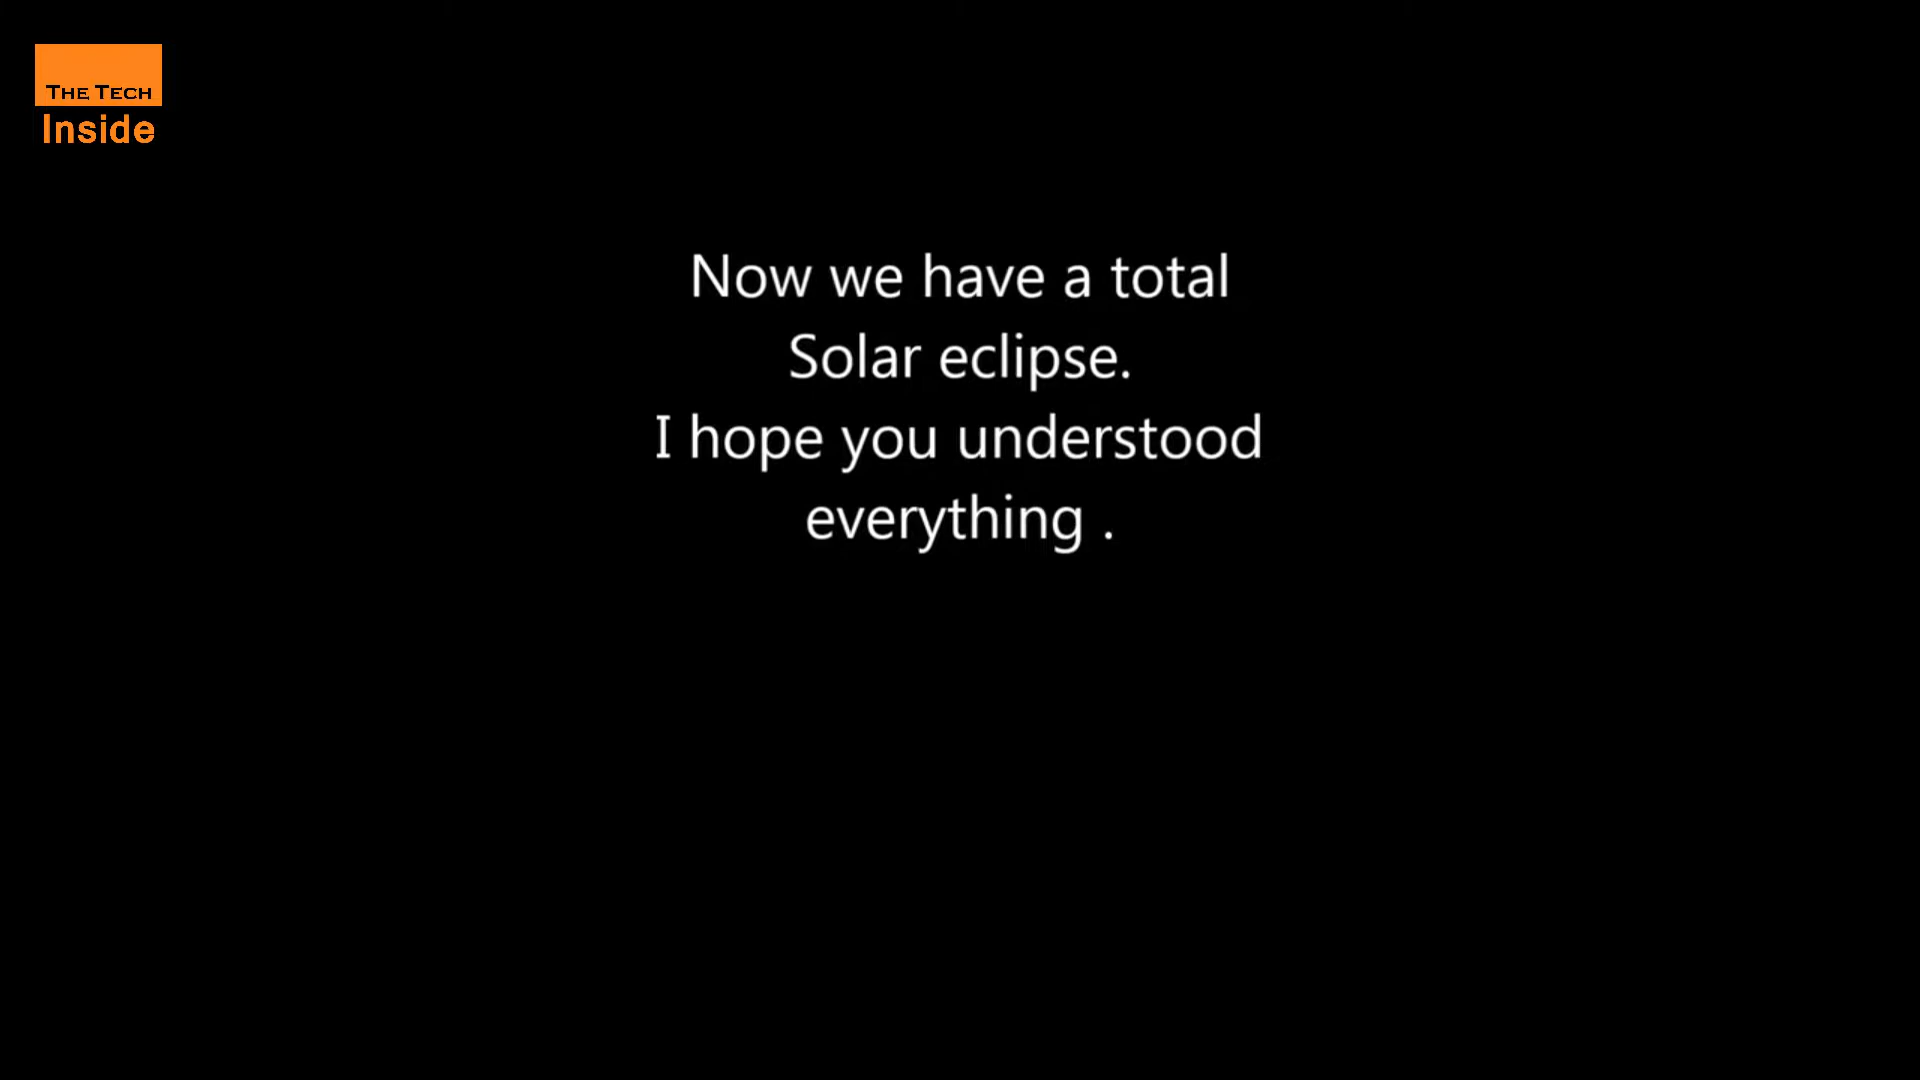 THE TECH
Inside
Now we have a total
Solar eclipse.
I hope you understood
everything .